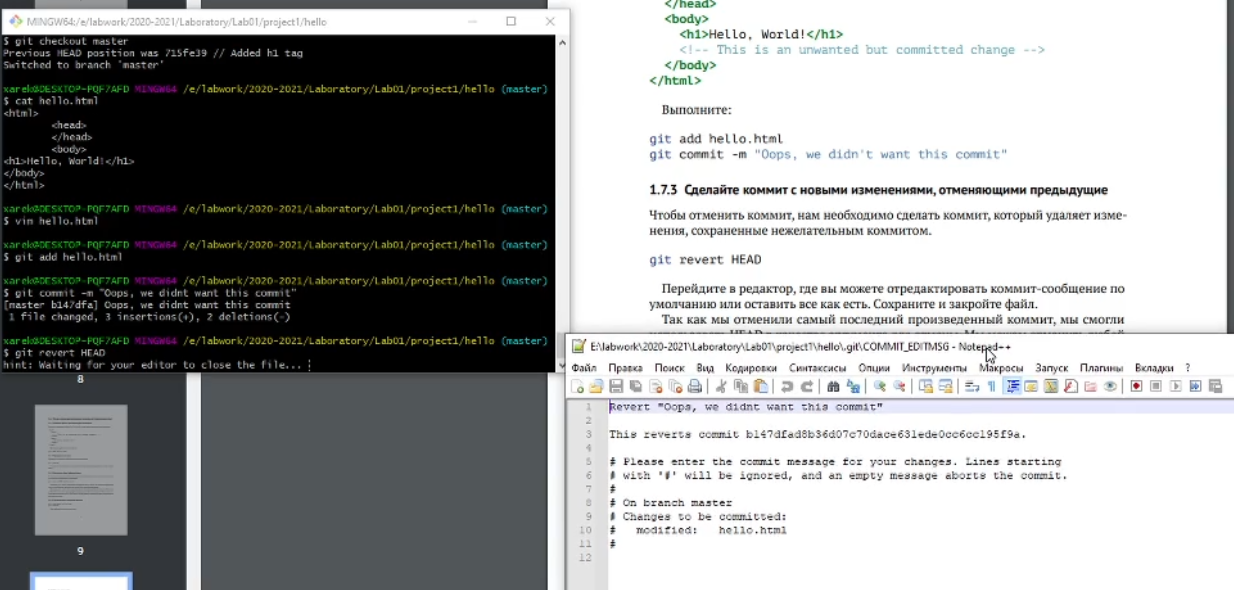 MINGW64:/e/labwork/2020-2021/Laboratory/Lab01/project1/hello
$ git checkout master
Previous HEAD position was 715fe39 // Added h1 tag
Switched to branch 'master'
xarek@DESKTOP-PQF7AFD MINGW64 /e/labwork/2020-2021/Laboratory/Lab01/project1/hello (master)
$ cat hello.html
<html>
<head>
</head>
<body>
<h1>Hello, World!</h1>
</body>
</html>
xarek@DESKTOP-PQF7AFD MINGW64 /e/labwork/2020-2021/Laboratory/Lab01/project1/hello (master)
$ vim hello.html
xarek@DESKTOP-PQF7AFD MINGW64 /e/labwork/2020-2021/Laboratory/Lab01/project1/hello (master)
$ git add hello.html
xarek@DESKTOP-PQF7AFD MINGW64 /e/labwork/2020-2021/Laboratory/Lab01/project1/hello (master)
$ git commit -m "Oops, we didnt want this commit"
[master b147dfa] Oops, we didnt want this commit
1 file changed, 3 insertions(+), 2 deletions(-)
xarek@DESKTOP-PQF7AFD MINGW64 /e/labwork/2020-2021/Laboratory/Lab01/project1/hello (master)
$ git revert HEAD
hint: Waiting for your editor to close the file...
8
9
</head>
<body>
<h1>Hello, World!</h1>
<!-- This is an unwanted but committed change -->
</body>
</html>
Выполните:
git add hello.html
git commit -m "Oops, we didn't want this commit"
1.7.3 Сделайте коммит с новыми изменениями, отменяющими предыдущие
Чтобы отменить коммит, нам необходимо сделать коммит, который удаляет изме-
нения, сохраненные нежелательным коммитом.
git revert HEAD
Перейдите в редактор, где вы можете отредактировать коммит-сообщение по
умолчанию или оставить все как есть. Сохраните и закройте файл.
Так как мы отменили самый последний произведенный коммит, мы смогли
E:\labwork\2020-2021\Laboratory\Lab01\project1\hello\.git\COMMIT_EDITMSG - Notepad++
Файл Правка Поиск Вид Кодировки Синтаксисы Опции Инструменты Макросы Запуск Плагины Вкладки ?
1 Revert "Oops, we didnt want this commit"
2
3 This reverts commit b147dfad8b36d07c70dace631ede0cc6cc195f9a.
4
5 # Please enter the commit message for your changes. Lines starting
6 # with '#' will be ignored, and an empty message aborts the commit.
7 #
8 # On branch master
9 # Changes to be committed:
10 # modified: hello.html
11 #
12